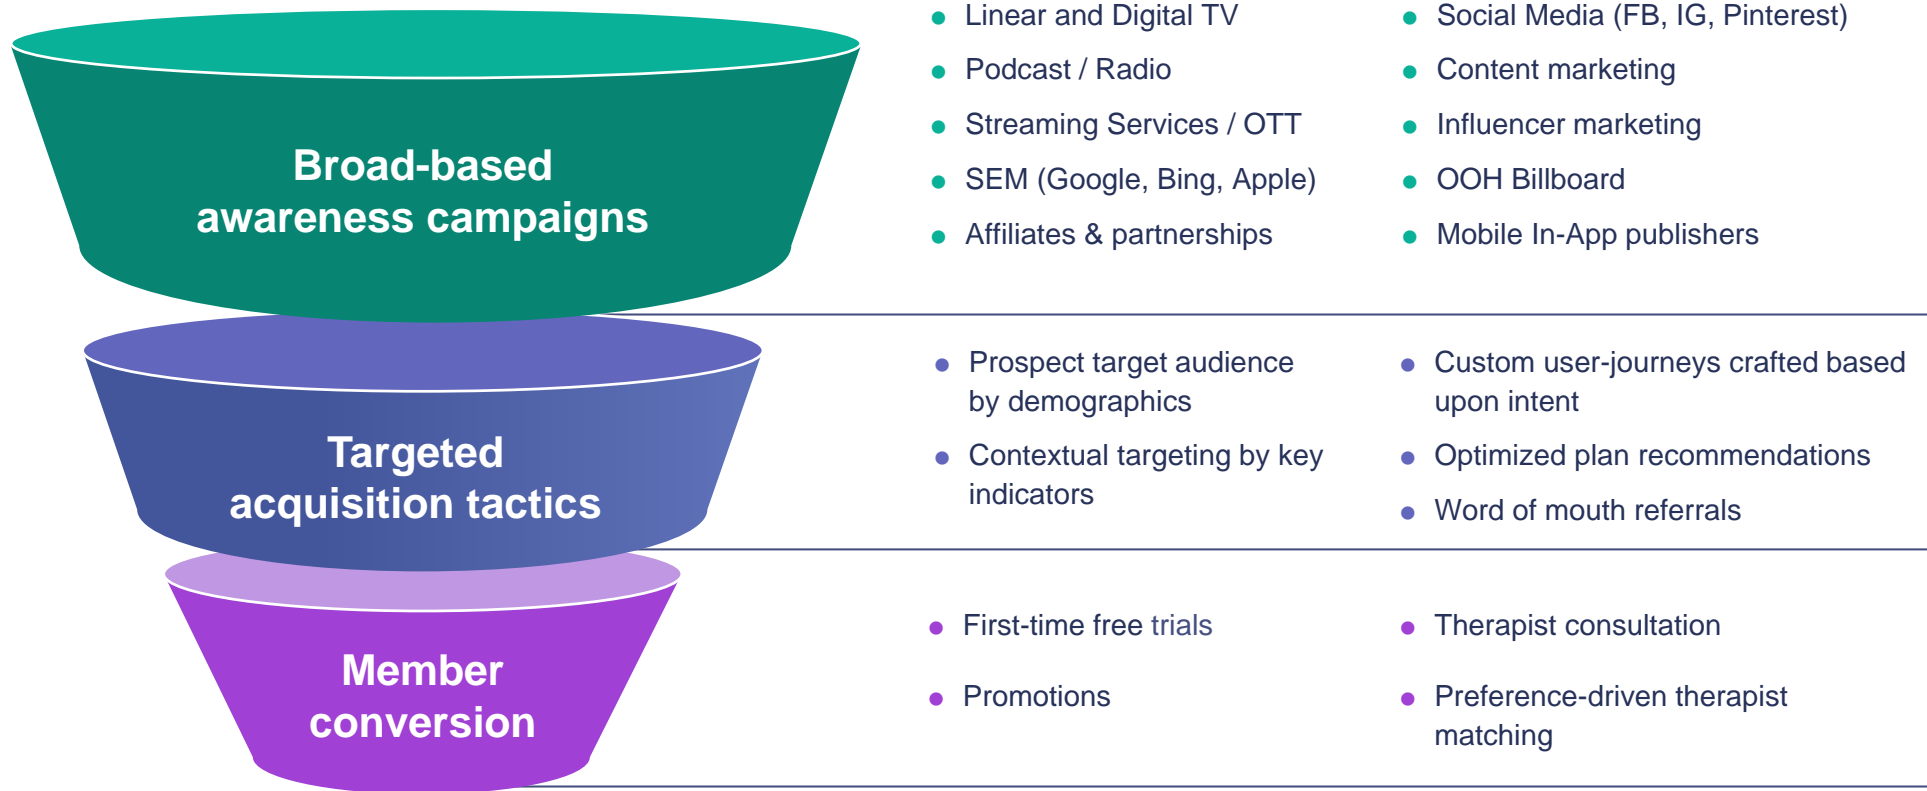 Broad-based
awareness campaigns
Linear and Digital TV
Podcast / Radio
Streaming Services / OTT
SEM (Google, Bing, Apple)
Affiliates & partnerships
Social Media (FB, IG, Pinterest)
Content marketing
Influencer marketing
OOH Billboard
Mobile In-App publishers
Targeted
acquisition tactics
Prospect target audience
by demographics
Contextual targeting by key
indicators
Custom user-journeys crafted based
upon intent
Optimized plan recommendations
Word of mouth referrals
Member
conversion
First-time free trials
Promotions
Therapist consultation
Preference-driven therapist
matching